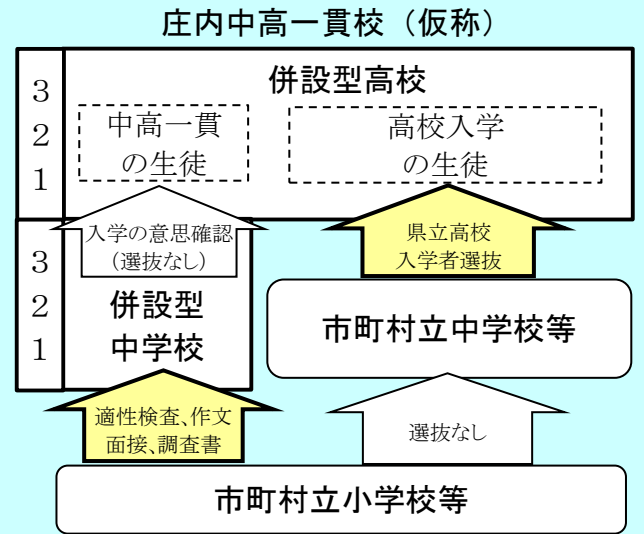 庄内中高一貫校（仮称）
3
2
1
併設型高校
中高一貫
の生徒
高校入学
の生徒
入学の意思確認
（選抜なし）
県立高校
入学者選抜
3
2
1
併設型
中学校
市町村立中学校等
適性検査、作文
面接、調査書
選抜なし
市町村立小学校等